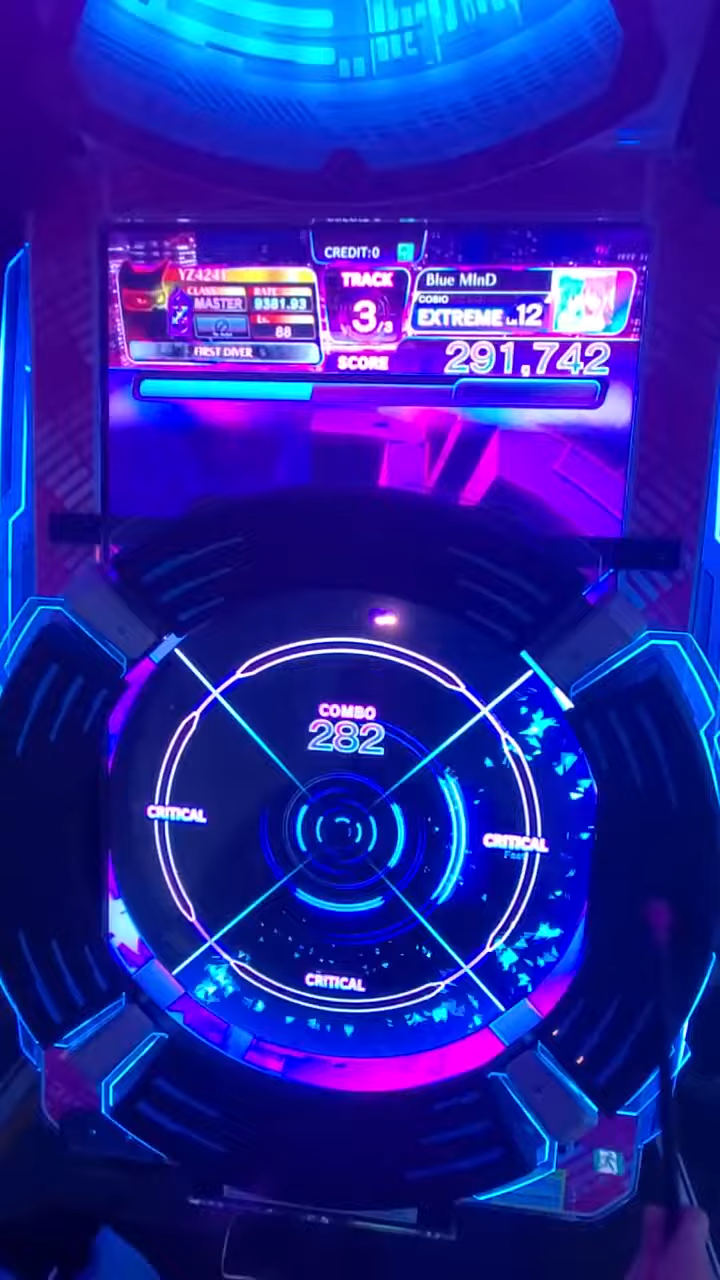 CREDIT:0
YZ4241
CLASS
RATE
MASTER
9381.93
Lv.
88
FIRST DIVER
TRACK
3/3
Blue MInD
COSIO
EXTREME Lv.12
SCORE
291,742
COMBO
282
CRITICAL
CRITICAL
Fast
CRITICAL